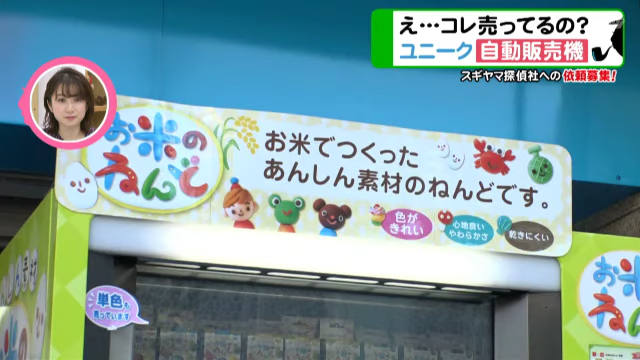 え…コレ売ってるの?
ユニーク 自動販売機
スギヤマ探偵社への依頼募集!
お米の
ねんど
お米でつくった
あんしん素材のねんどです。
色が
きれい
心地良い
やわらかさ
乾きにくい
単色も
売っています
お米の
ねん